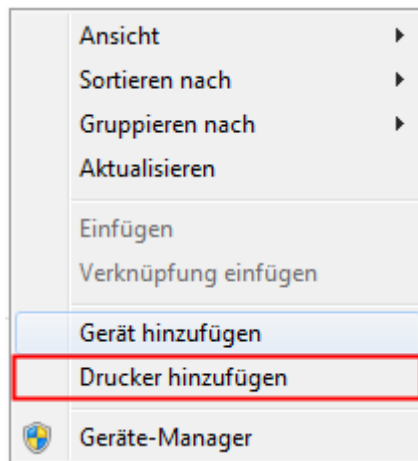 Ansicht
Sortieren nach
Gruppieren nach
Aktualisieren
Einfügen
Verknüpfung einfügen
Gerät hinzufügen
Drucker hinzufügen
Geräte-Manager